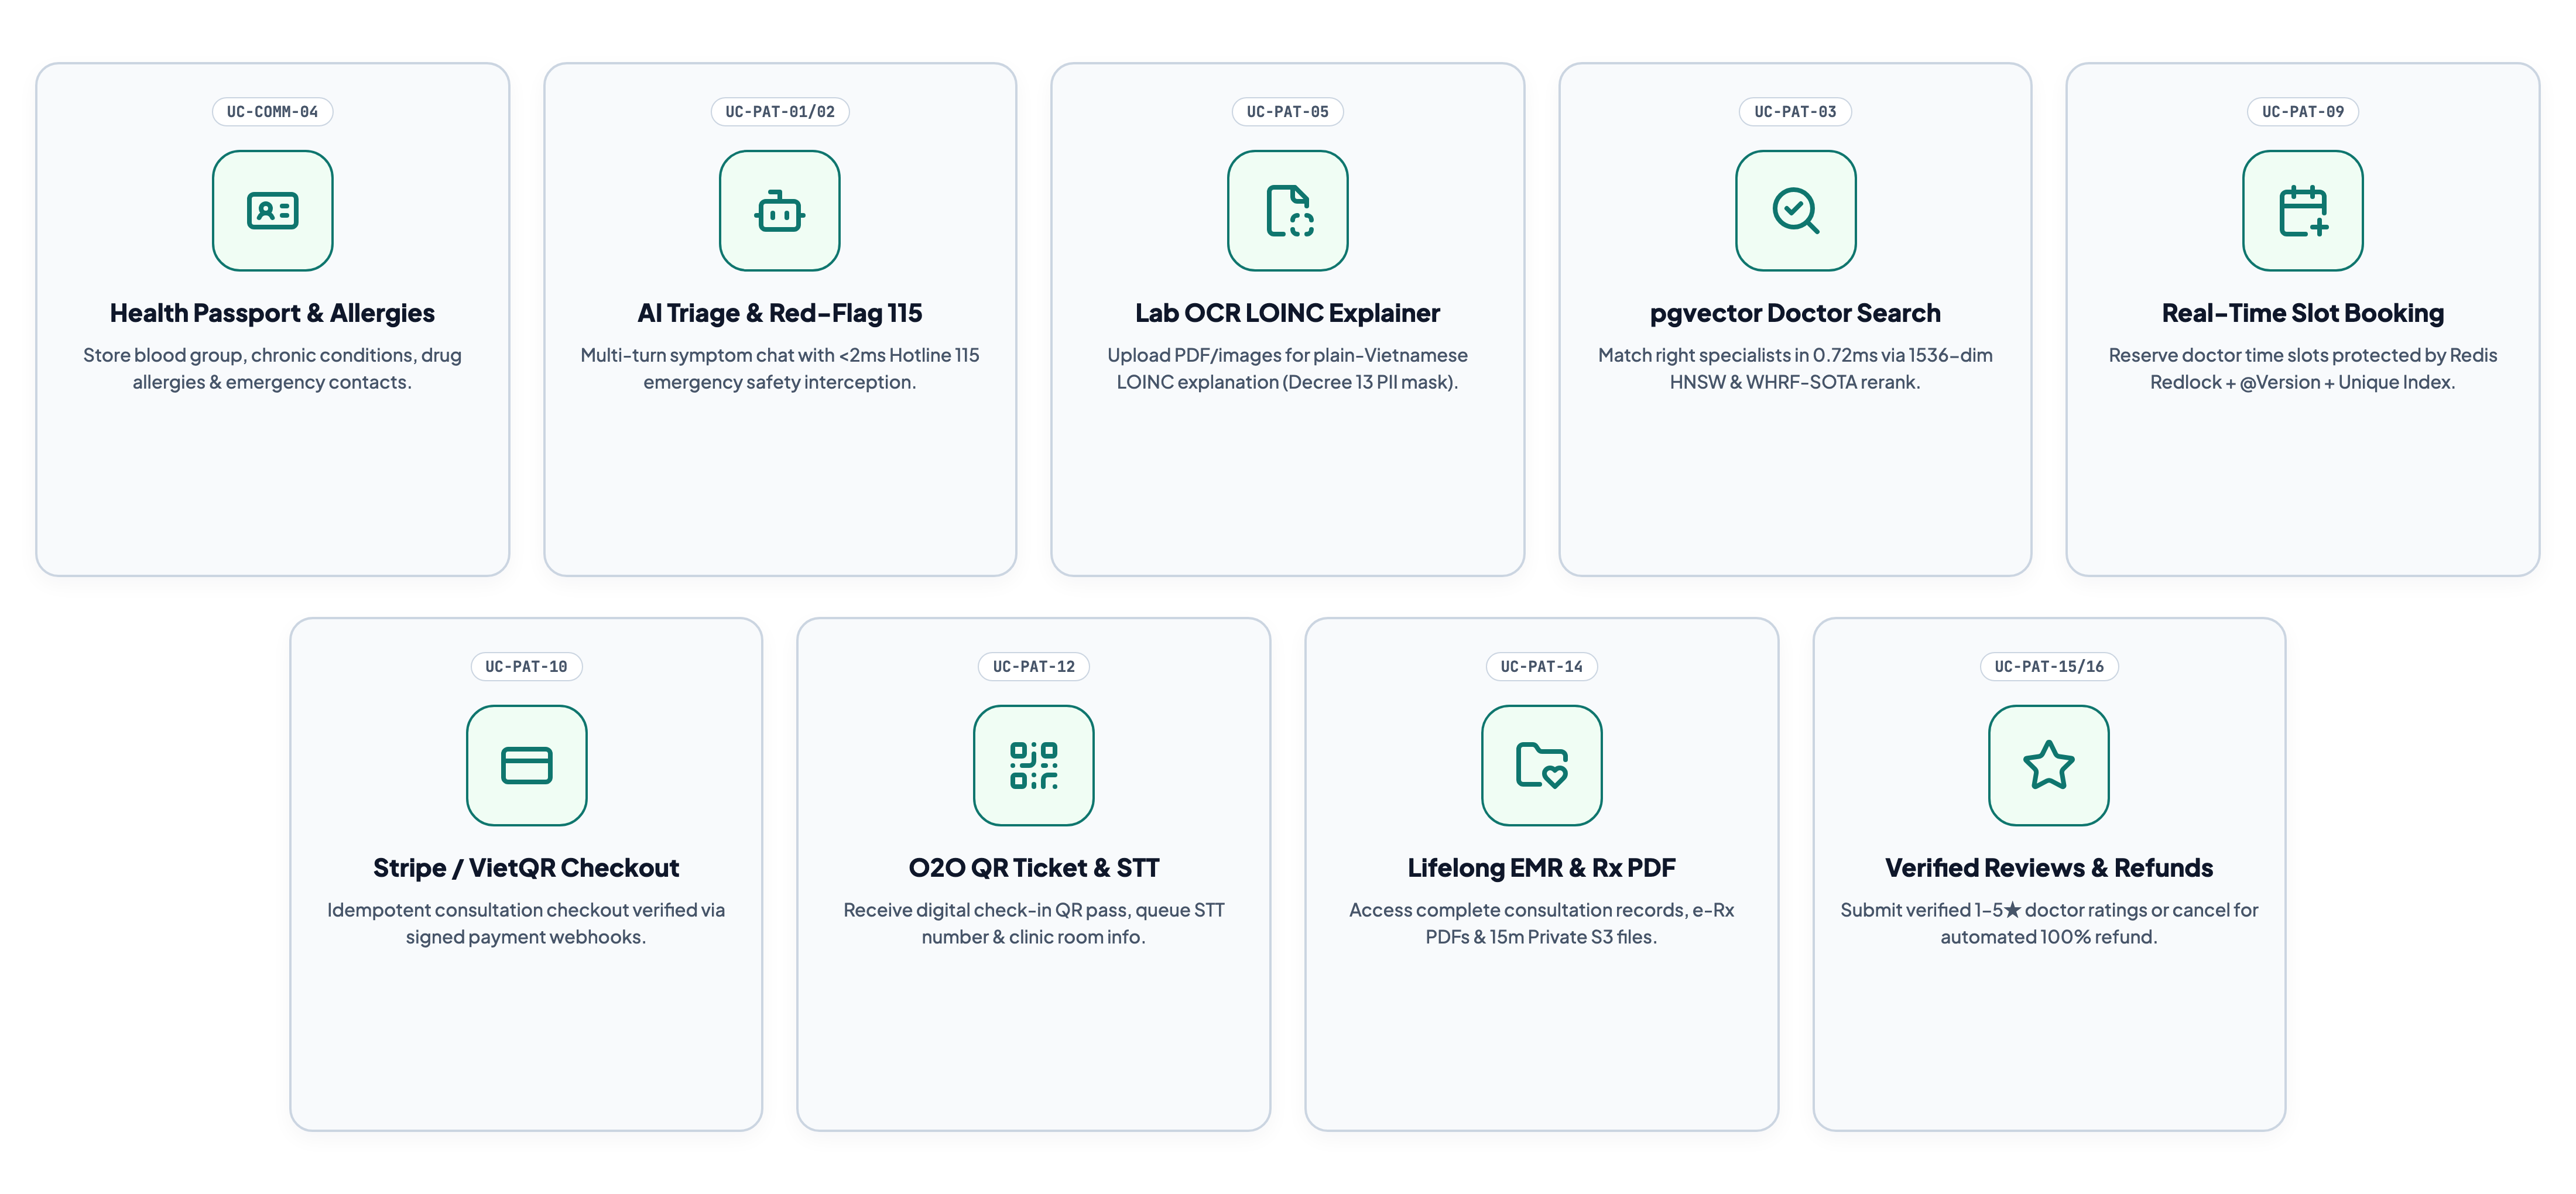 UC-COMM-04
Health Passport & Allergies
Store blood group, chronic conditions, drug
allergies & emergency contacts.
UC-PAT-01/02
AI Triage & Red-Flag 115
Multi-turn symptom chat with <2ms Hotline 115
emergency safety interception.
UC-PAT-05
Lab OCR LOINC Explainer
Upload PDF/images for plain-Vietnamese
LOINC explanation (Decree 13 PII mask).
UC-PAT-03
pgvector Doctor Search
Match right specialists in 0.72ms via 1536-dim
HNSW & WHRF-SOTA rerank.
UC-PAT-09
Real-Time Slot Booking
Reserve doctor time slots protected by Redis
Redlock + @Version + Unique Index.
UC-PAT-10
Stripe / VietQR Checkout
Idempotent consultation checkout verified via
signed payment webhooks.
UC-PAT-12
O2O QR Ticket & STT
Receive digital check-in QR pass, queue STT
number & clinic room info.
UC-PAT-14
Lifelong EMR & Rx PDF
Access complete consultation records, e-Rx
PDFs & 15m Private S3 files.
UC-PAT-15/16
Verified Reviews & Refunds
Submit verified 1-5★ doctor ratings or cancel for
automated 100% refund.